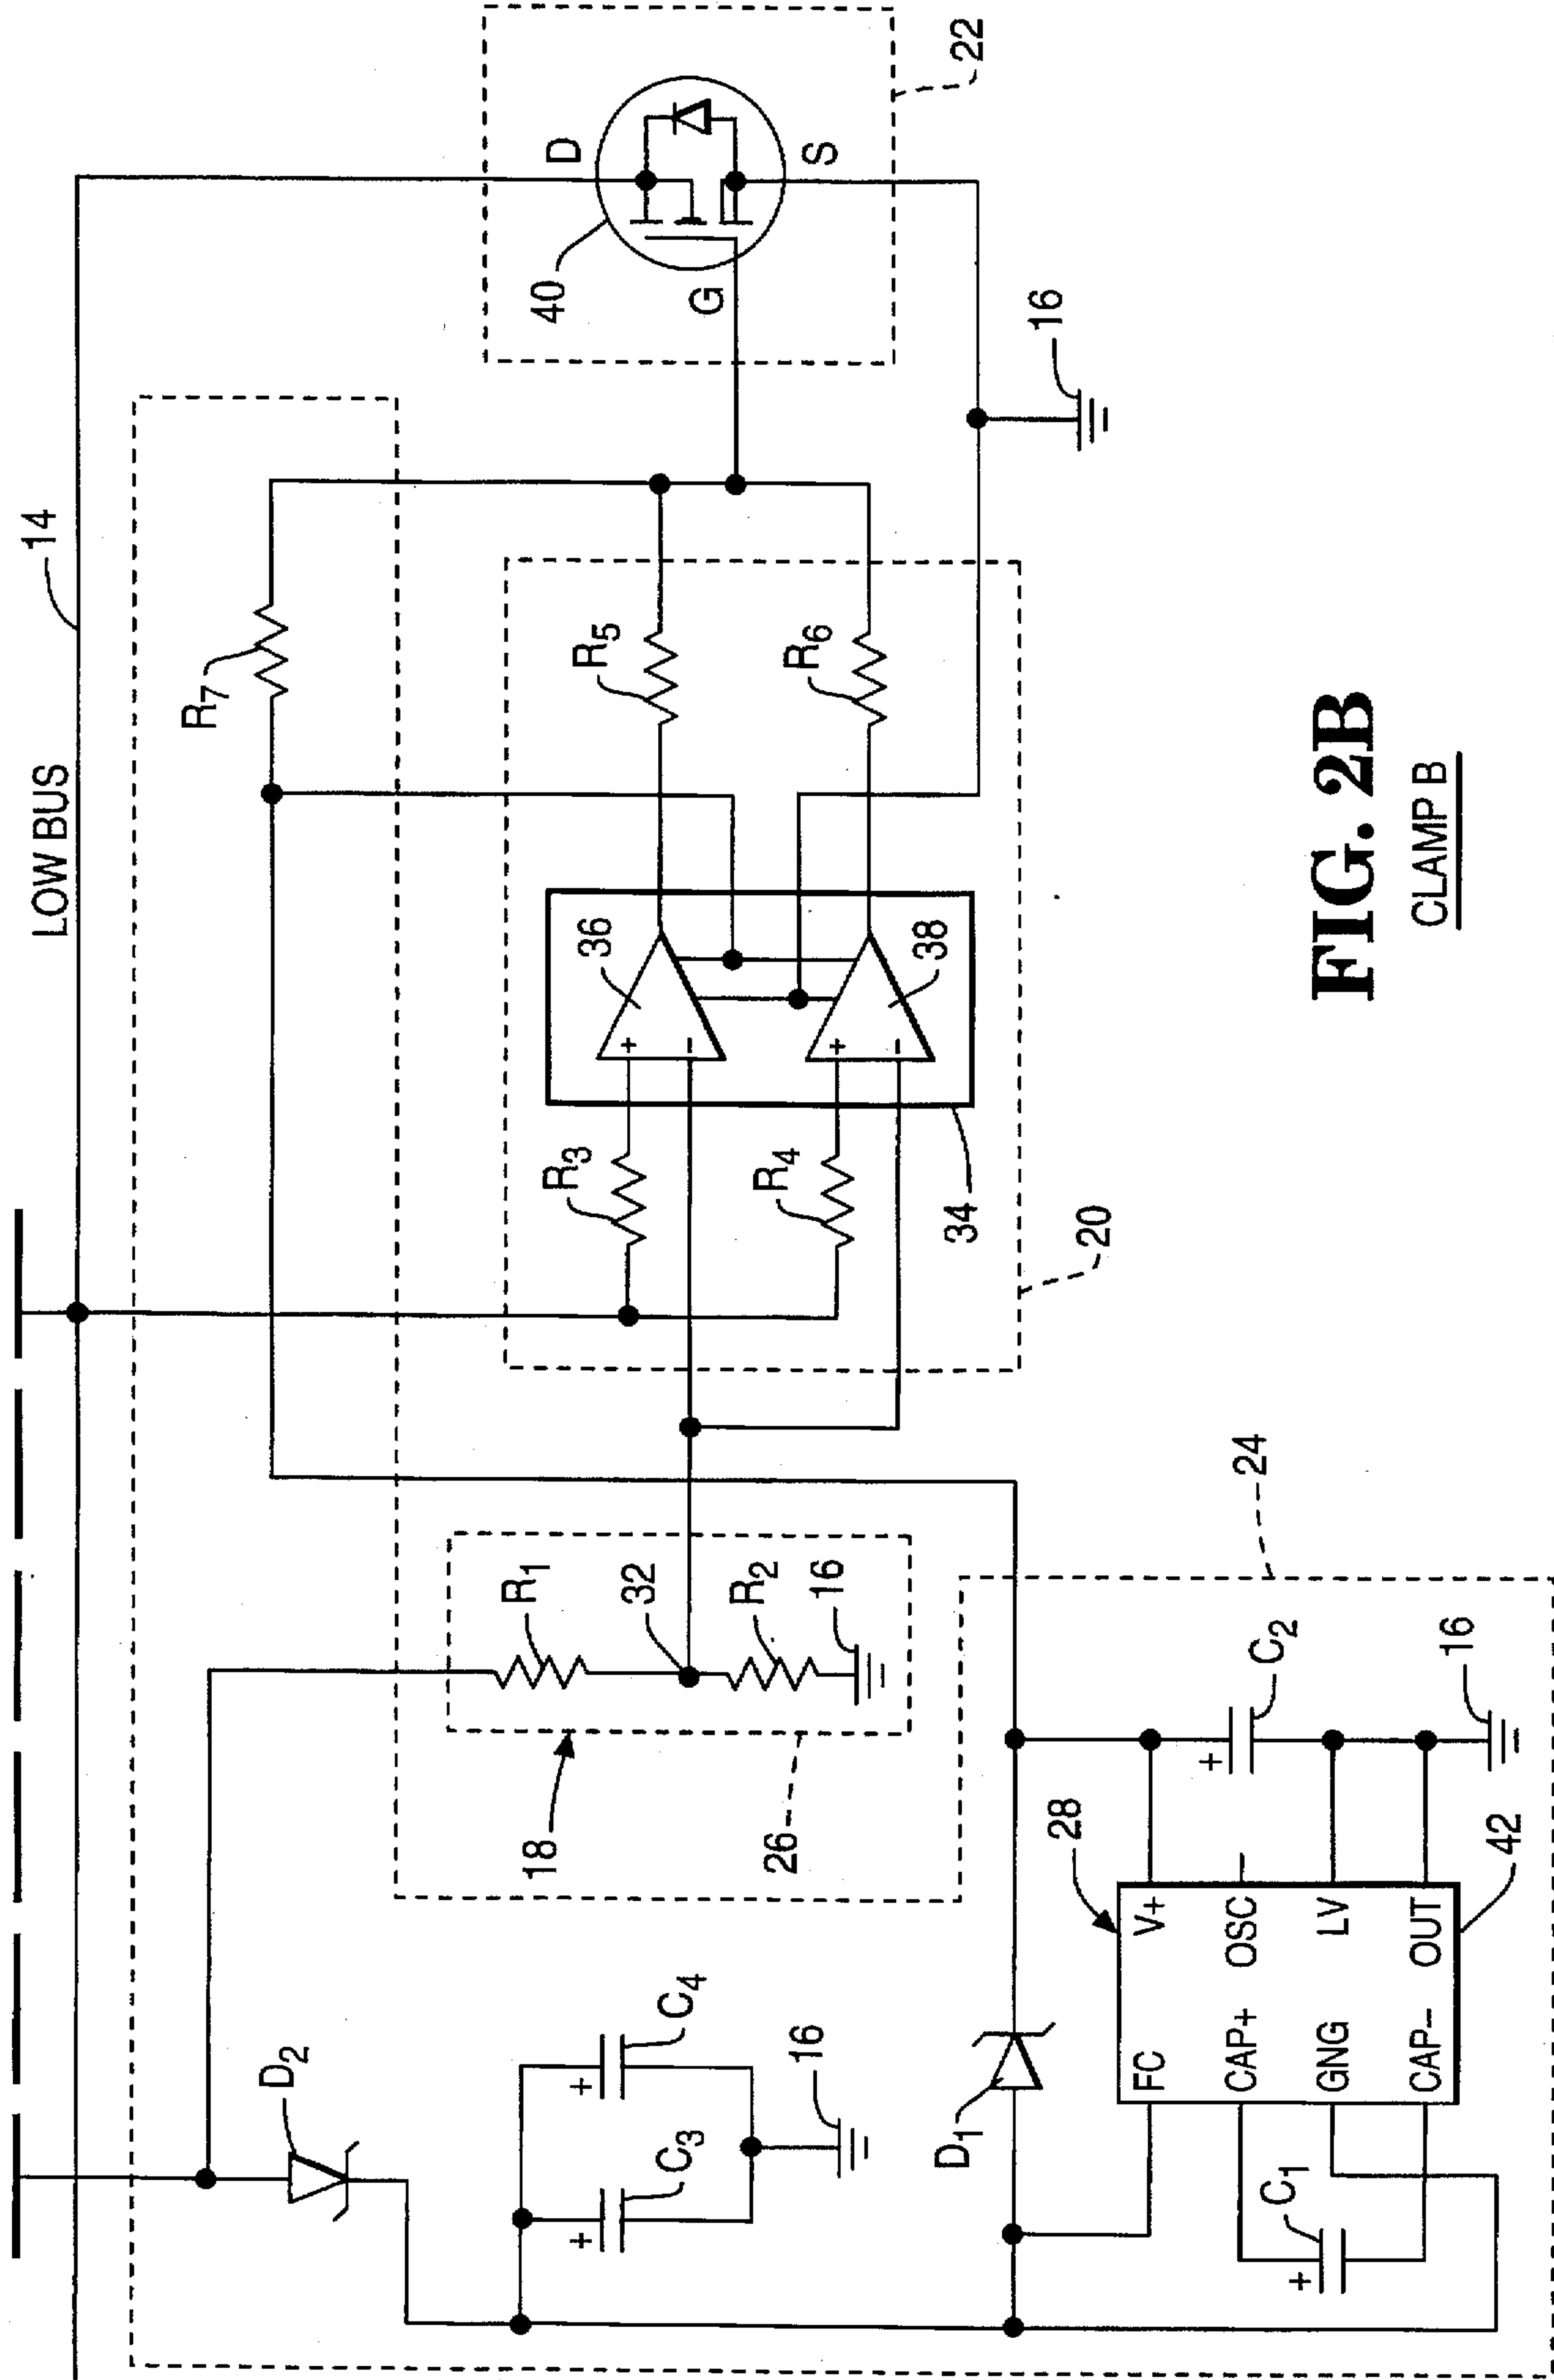 LOW BUS
14
R7
D2
D
40
G
S
22
16
R5
R6
36
38
+
-
+
-
R3
R4
34
20
R1
32
R2
16
18
26
24
+
C3
+
C4
16
D1
28
FC
V+
CAP+
OSC
GNG
LV
CAP-
OUT
42
+
C1
+
C2
16
FIG. 2B
CLAMP B